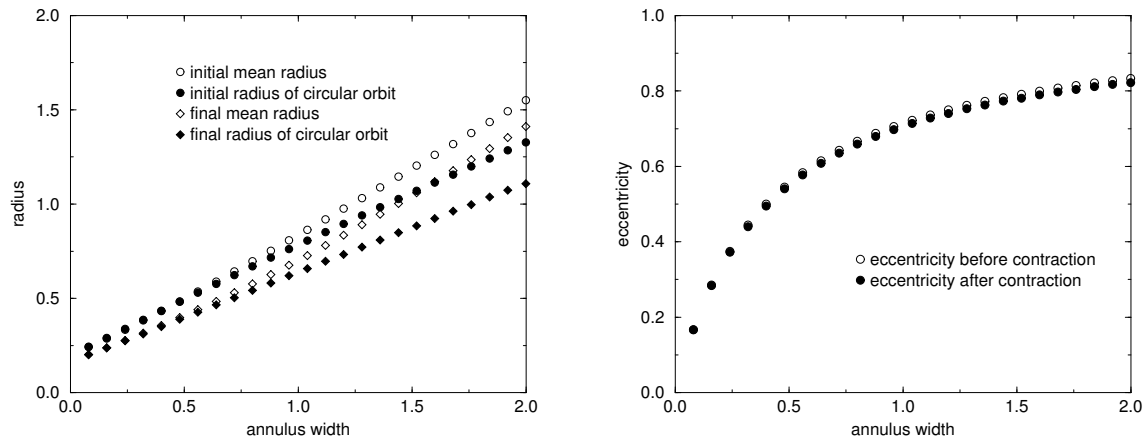 2.0
1.5
1.0
0.5
0.0
radius
initial mean radius
initial radius of circular orbit
final mean radius
final radius of circular orbit
0.0 0.5 1.0 1.5 2.0
annulus width
1.0
0.8
0.6
0.4
0.2
0.0
eccentricity
eccentricity before contraction
eccentricity after contraction
0.0 0.5 1.0 1.5 2.0
annulus width